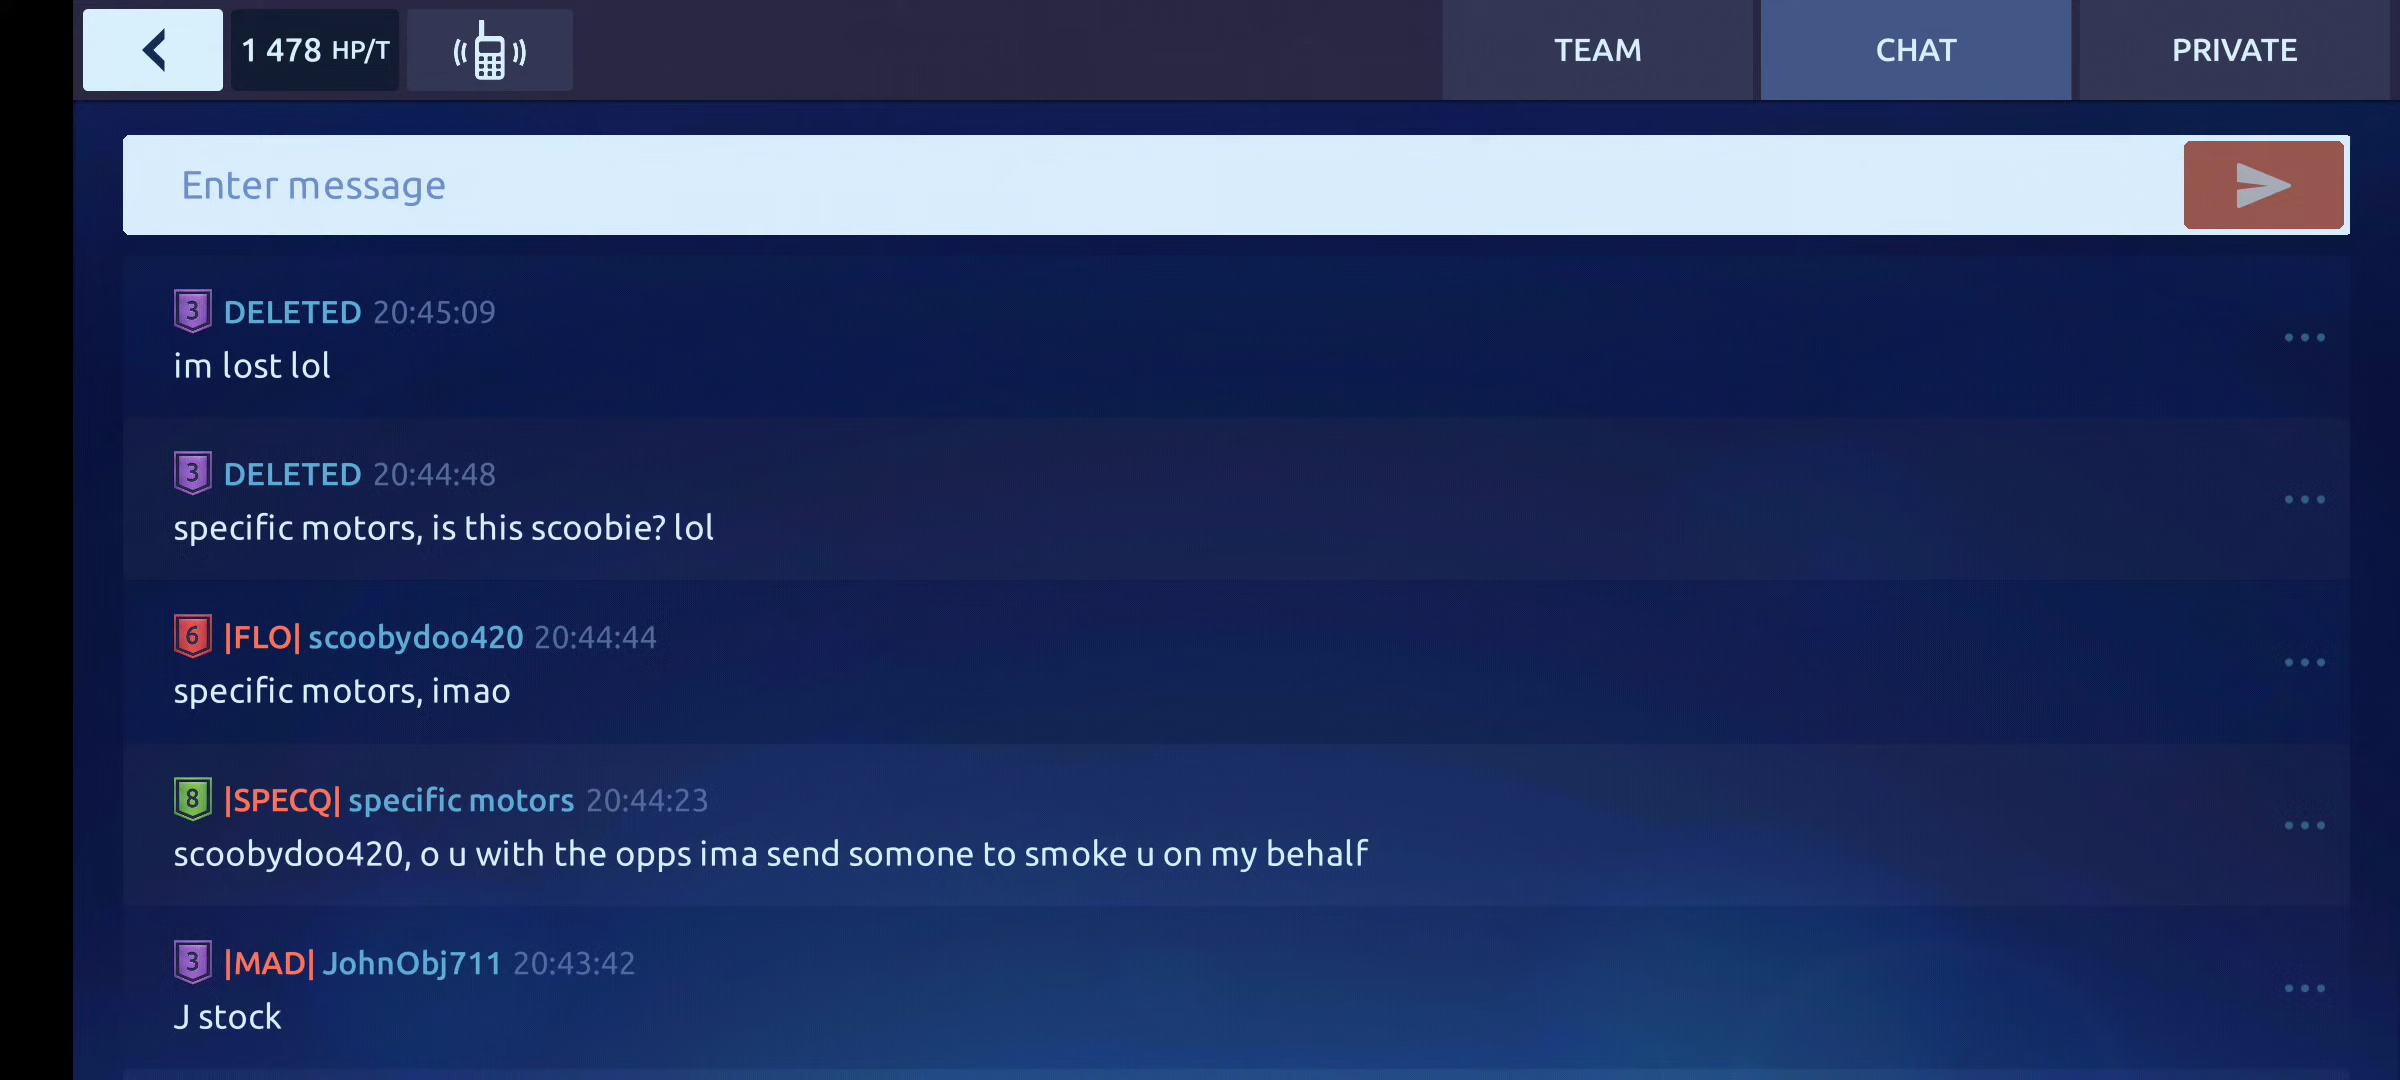 1 478 HP/T
TEAM
CHAT
PRIVATE
Enter message
3 DELETED 20:45:09
im lost lol
3 DELETED 20:44:48
specific motors, is this scoobie? lol
6 |FLO| scoobydoo420 20:44:44
specific motors, imao
8 |SPECQ| specific motors 20:44:23
scoobydoo420, o u with the opps ima send somone to smoke u on my behalf
3 |MAD| JohnObj711 20:43:42
J stock